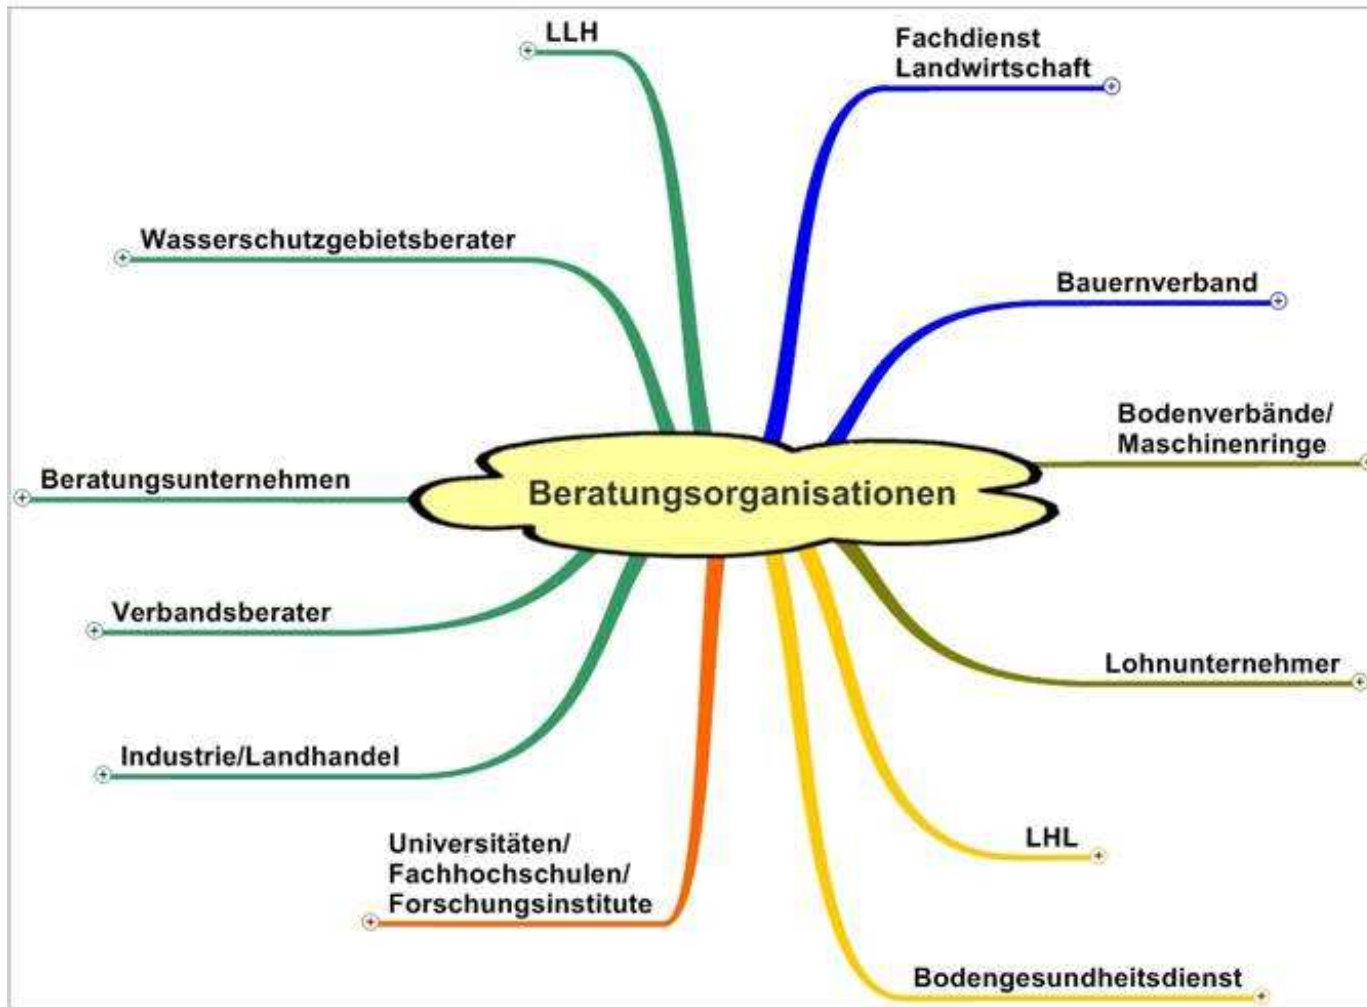 LLH
Fachdienst
Landwirtschaft
Wasserschutzgebietsberater
Bauernverband
Bodenverbände/
Maschinenringe
Beratungsunternehmen
Beratungsorganisationen
Verbandsberater
Lohnunternehmer
Industrie/Landhandel
Universitäten/
Fachhochschulen/
Forschungsinstitute
LHL
Bodengesundheitsdienst